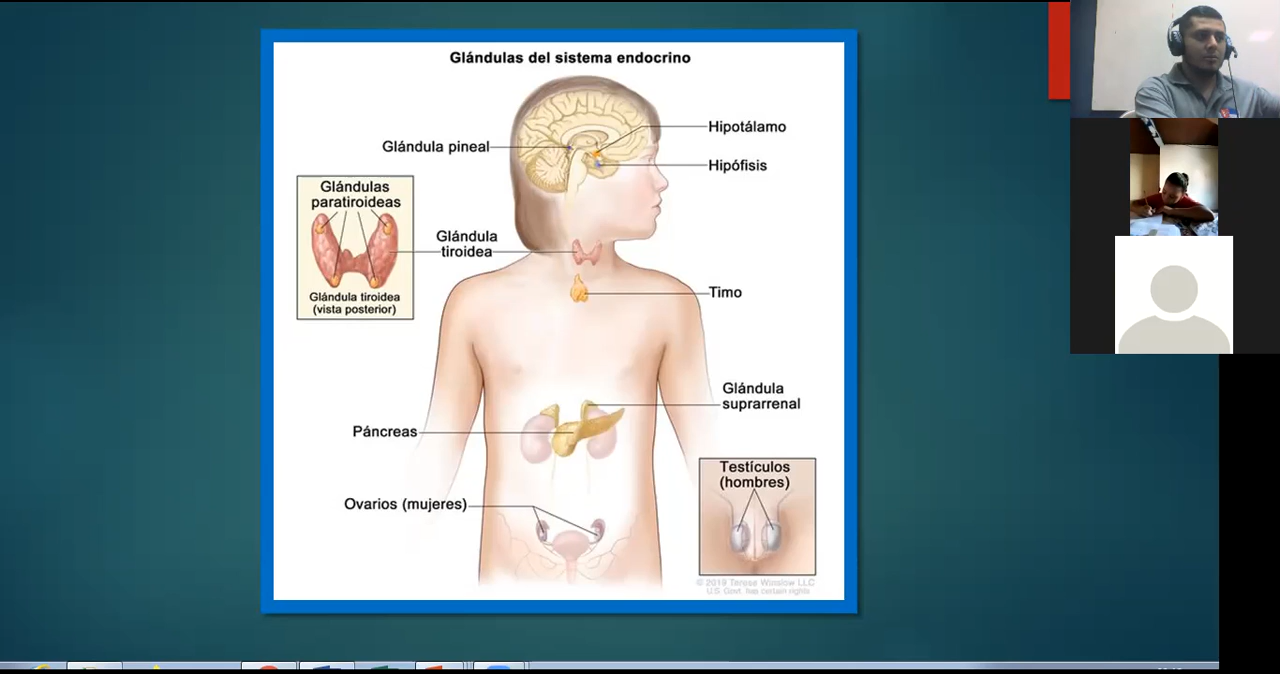 Glándulas del sistema endocrino
Hipotálamo
Glándula pineal
Hipófisis
Glándulas
paratiroideas
Glándula tiroidea
(vista posterior)
Glándula
tiroidea
Timo
Glándula
suprarrenal
Páncreas
Ovarios (mujeres)
Testículos
(hombres)
© 2019 Terese Winslow LLC
U.S. Govt. has certain rights